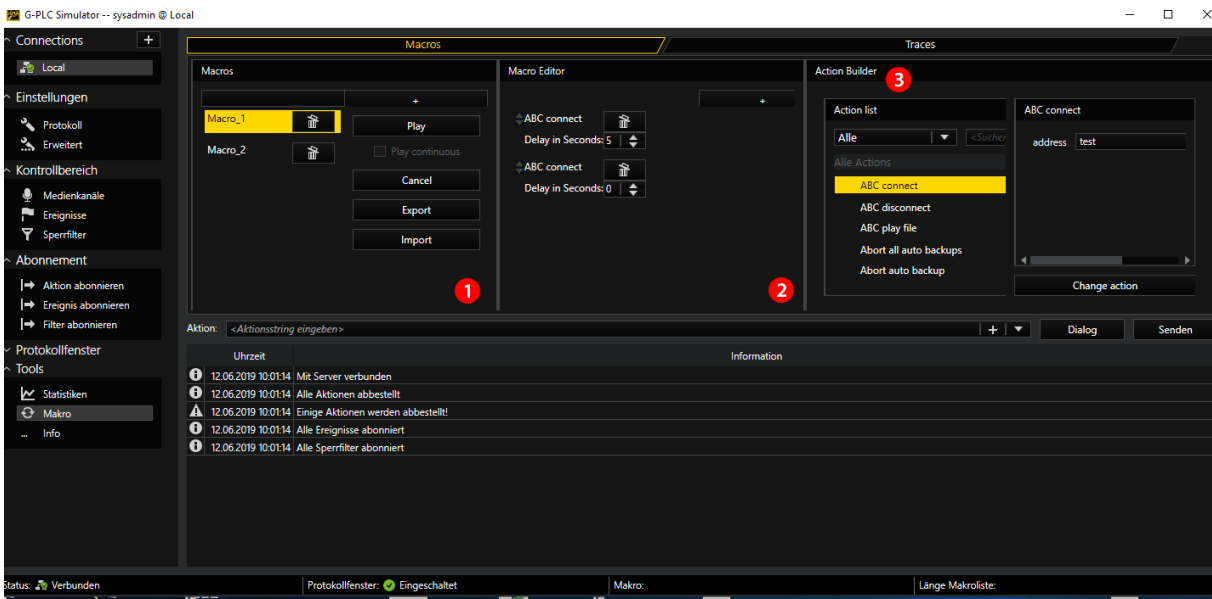 G-PLC Simulator -- sysadmin @ Local
Connections +
Local
Einstellungen
Protokoll
Erweitert
Kontrollbereich
Medienkanäle
Ereignisse
Sperrfilter
Abonnement
Aktion abonnieren
Ereignis abonnieren
Filter abonnieren
Protokollfenster
Tools
Statistiken
Makro
... Info
Macros
Traces
Macros
+
Macro_1
Macro_2
Play
Play continuous
Cancel
Export
Import
1
Macro Editor
+
ABC connect
Delay in Seconds: 5
ABC connect
Delay in Seconds: 0
2
Action Builder
3
Action list
Alle
<Sucher
Alle Actions
ABC connect
ABC disconnect
ABC play file
Abort all auto backups
Abort auto backup
ABC connect
address test
Change action
Aktion: <Aktionsstring eingeben> +
Dialog
Senden
Uhrzeit Information
12.06.2019 10:01:14 Mit Server verbunden
12.06.2019 10:01:14 Alle Aktionen abbestellt
12.06.2019 10:01:14 Einige Aktionen werden abbestellt!
12.06.2019 10:01:14 Alle Ereignisse abonniert
12.06.2019 10:01:14 Alle Sperrfilter abonniert
Status: Verbunden
Protokollfenster: Eingeschaltet
Makro:
Länge Makroliste: